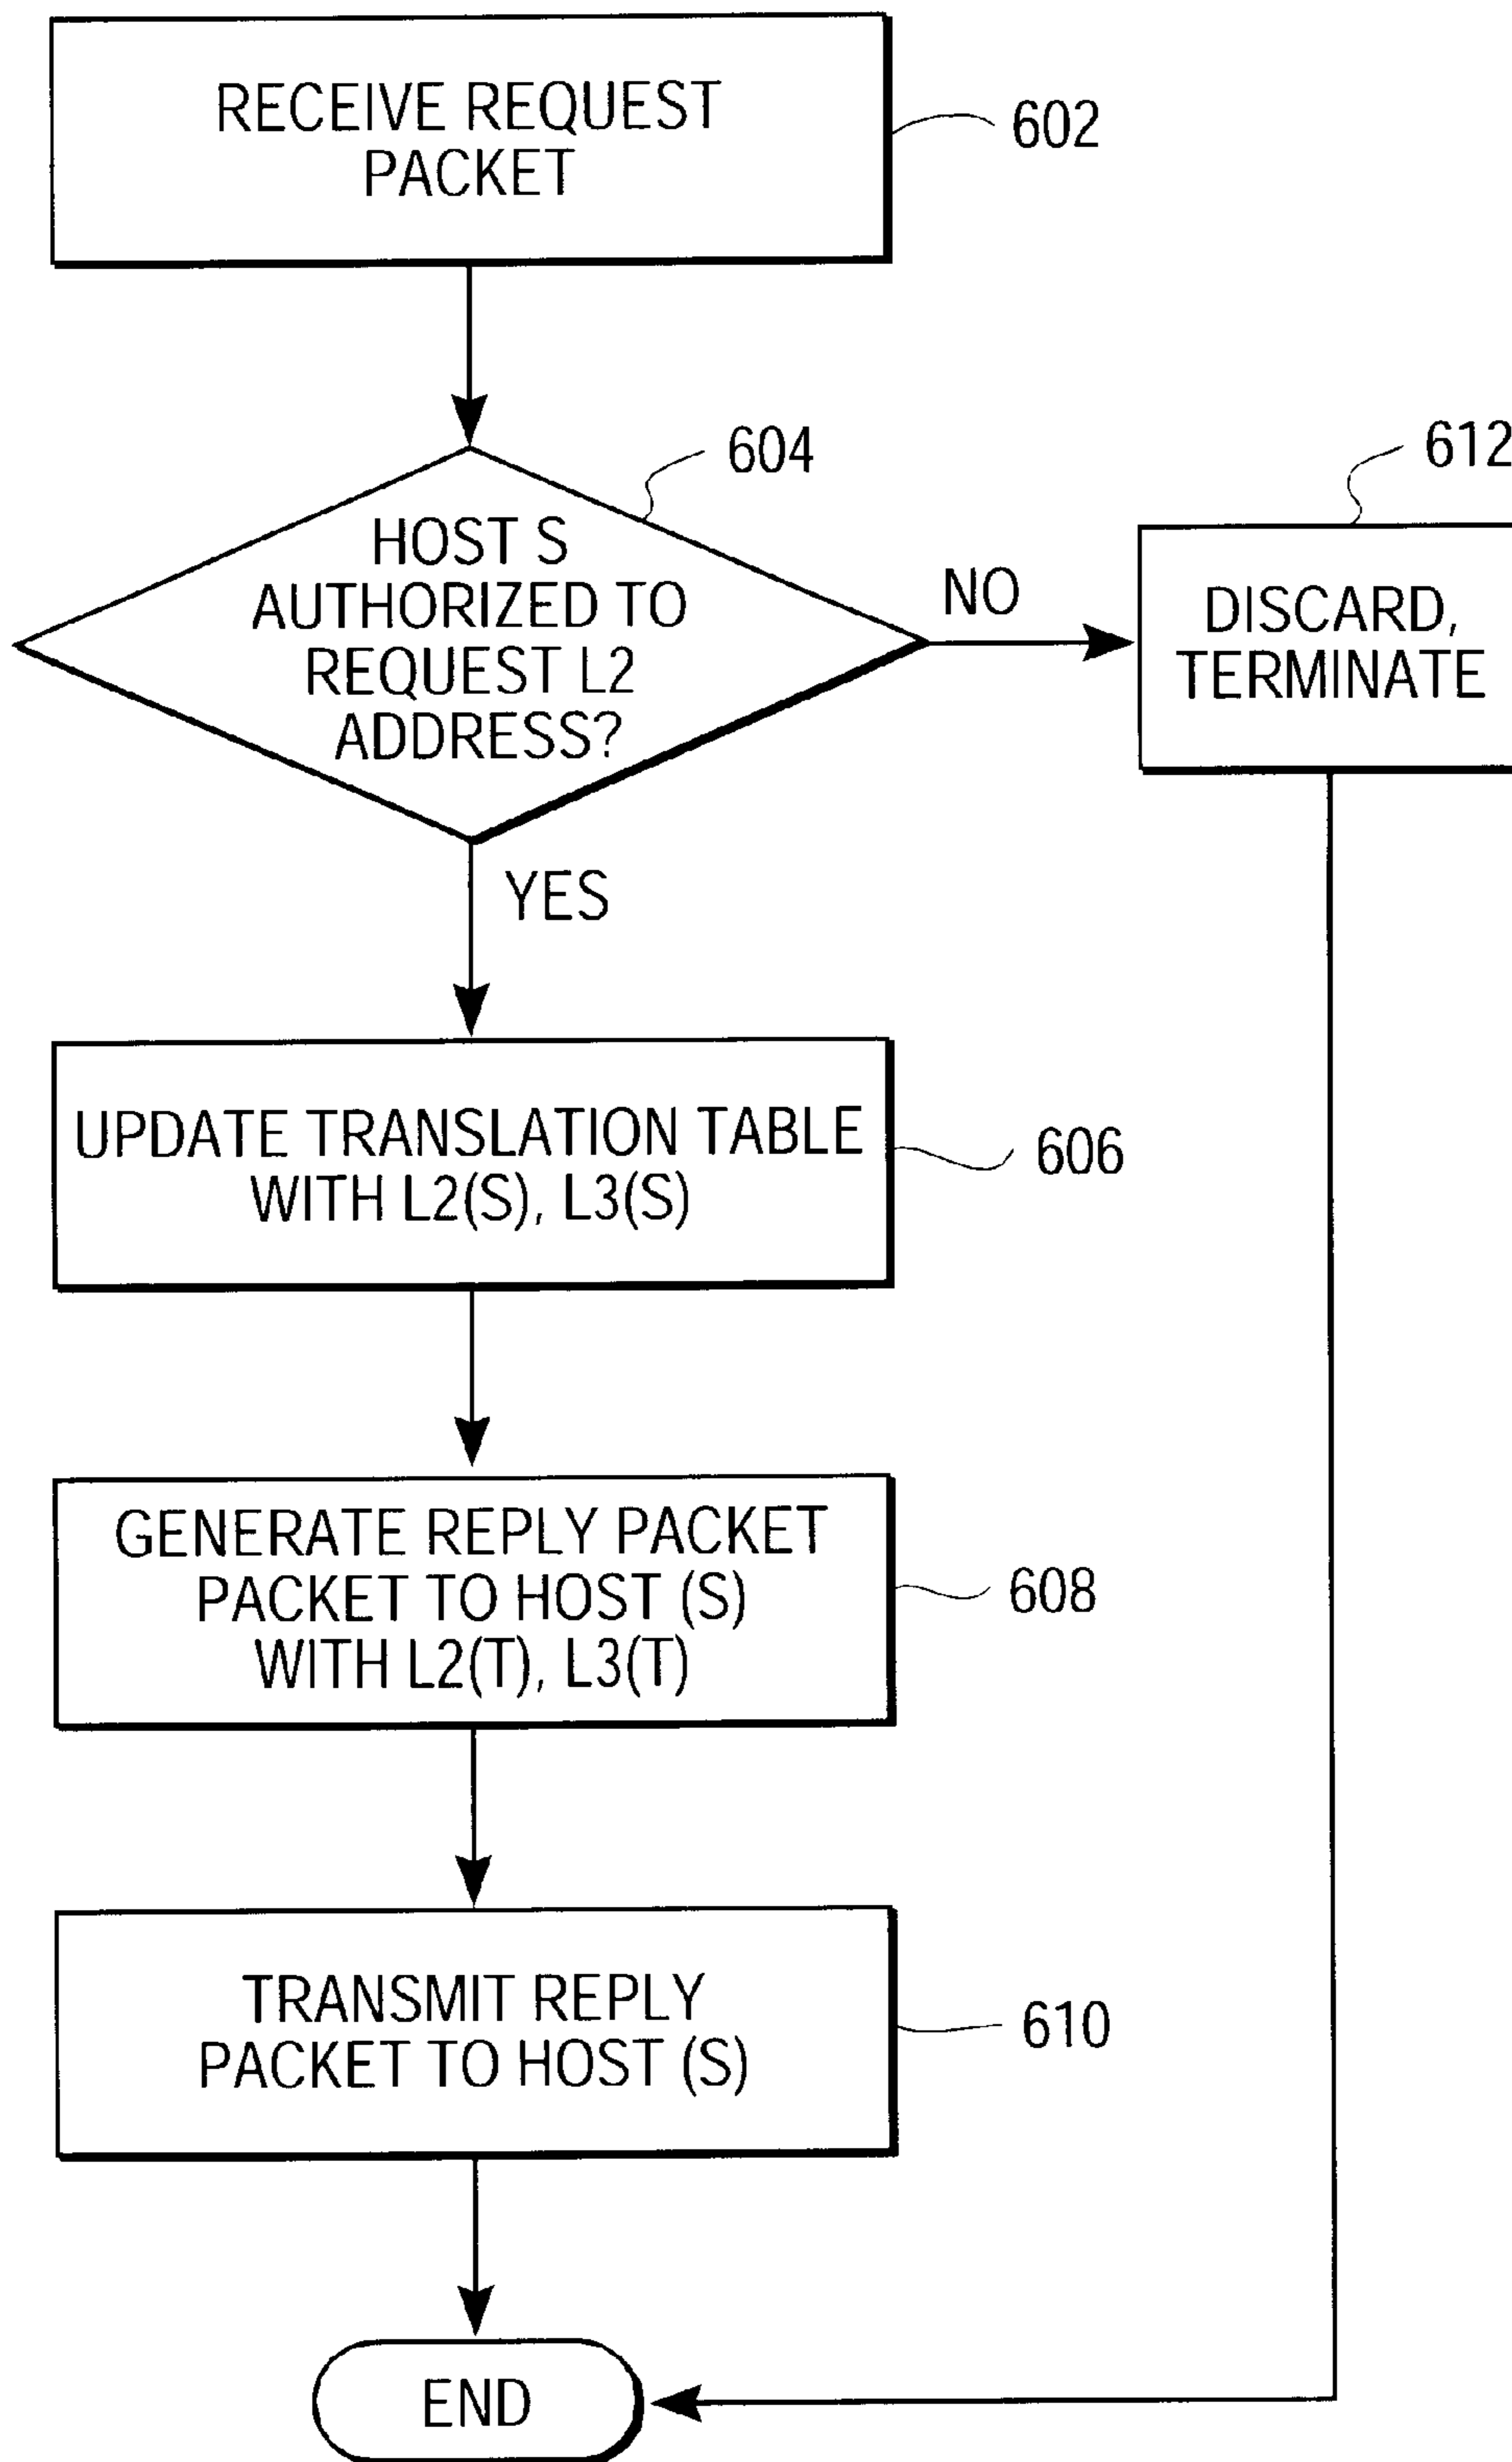 RECEIVE REQUEST
PACKET
602
604
HOST S
AUTHORIZED TO
REQUEST L2
ADDRESS?
NO
612
DISCARD,
TERMINATE
YES
UPDATE TRANSLATION TABLE
WITH L2(S), L3(S)
606
GENERATE REPLY PACKET
PACKET TO HOST (S)
WITH L2(T), L3(T)
608
TRANSMIT REPLY
PACKET TO HOST (S)
610
END